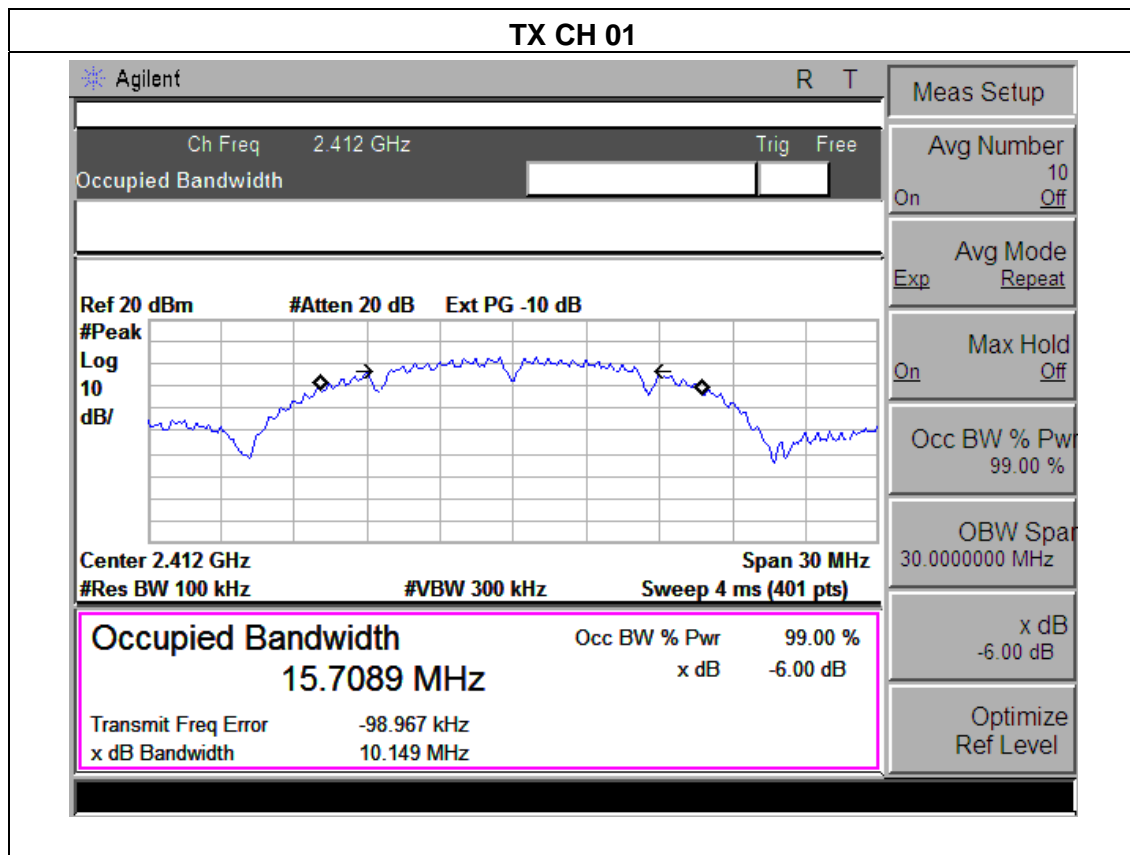 TX CH 01
Agilent R T
Ch Freq 2.412 GHz Trig Free
Occupied Bandwidth
Ref 20 dBm #Atten 20 dB Ext PG -10 dB
#Peak
Log
10
dB/
Center 2.412 GHz Span 30 MHz
#Res BW 100 kHz #VBW 300 kHz Sweep 4 ms (401 pts)
Occupied Bandwidth Occ BW % Pwr 99.00 %
15.7089 MHz x dB -6.00 dB
Transmit Freq Error -98.967 kHz
x dB Bandwidth 10.149 MHz
Meas Setup
Avg Number
10
On Off
Avg Mode
Exp Repeat
Max Hold
On Off
Occ BW % Pwr
99.00 %
OBW Span
30.0000000 MHz
x dB
-6.00 dB
Optimize
Ref Level